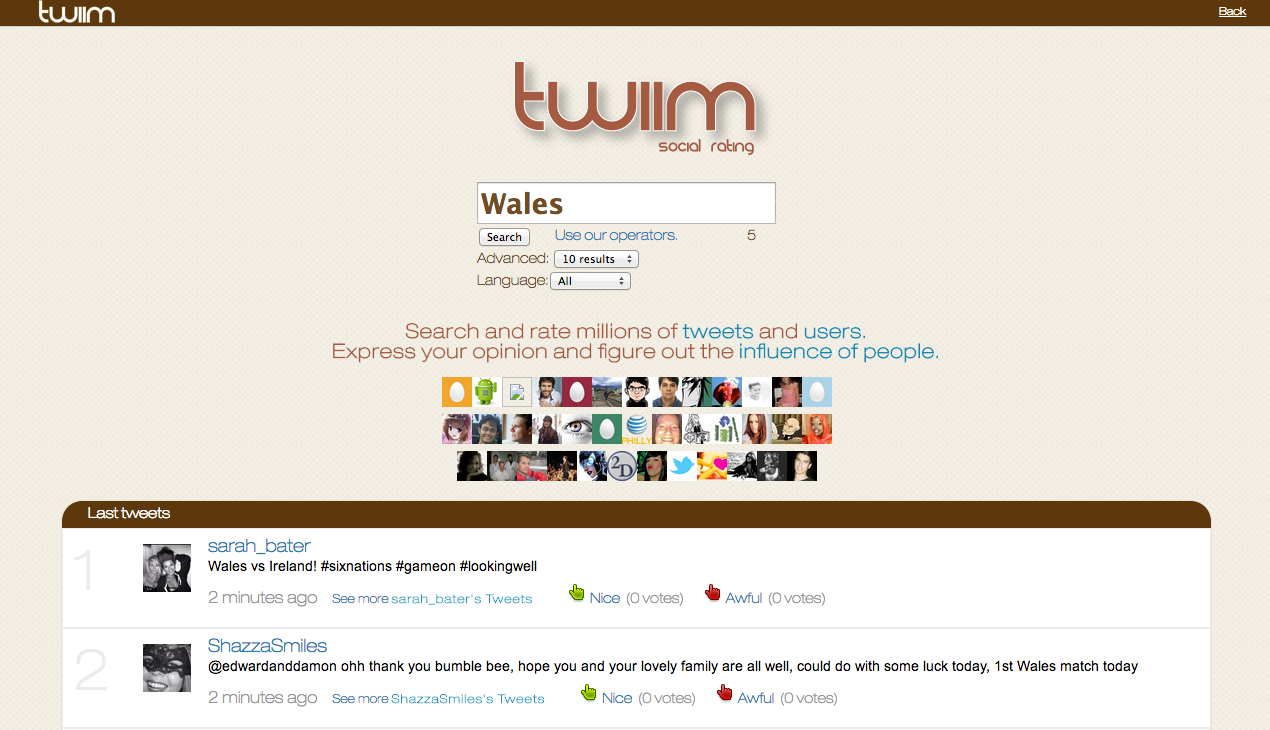 twiim
Back
twiim
social rating
Wales
Search Use our operators. 5
Advanced: 10 results
Language: All
Search and rate millions of tweets and users.
Express your opinion and figure out the influence of people.
PHILLY
2D
Last tweets
1
sarah_bater
Wales vs Ireland! #sixnations #gameon #lookingwell
2 minutes ago See more sarah_bater's Tweets Nice (0 votes) Awful (0 votes)
2
ShazzaSmiles
@edwardanddamon ohh thank you bumble bee, hope you and your lovely family are all well, could do with some luck today, 1st Wales match today
2 minutes ago See more ShazzaSmiles's Tweets Nice (0 votes) Awful (0 votes)